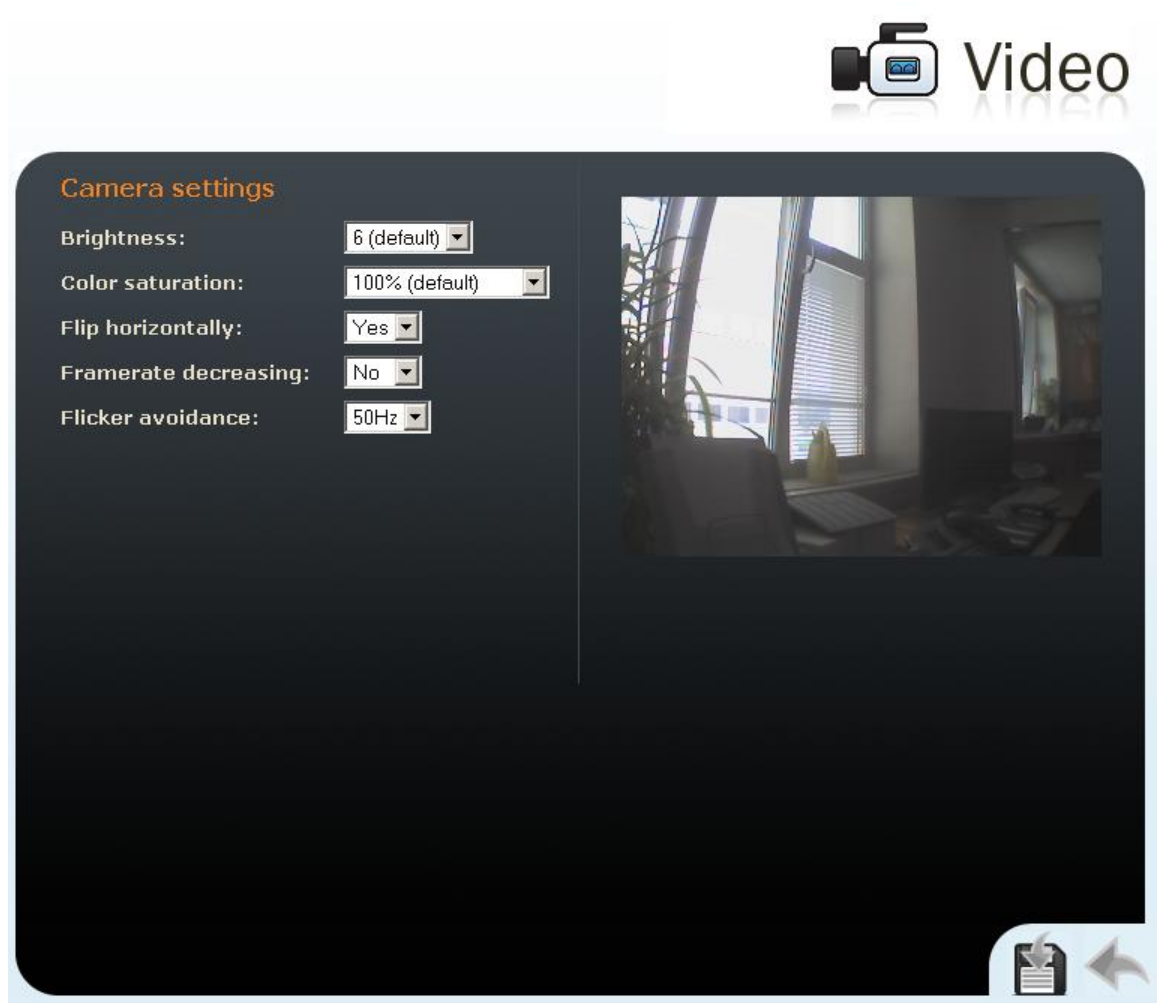 Video
Camera settings
Brightness: 6 (default)
Color saturation: 100% (default)
Flip horizontally: Yes
Framerate decreasing: No
Flicker avoidance: 50Hz